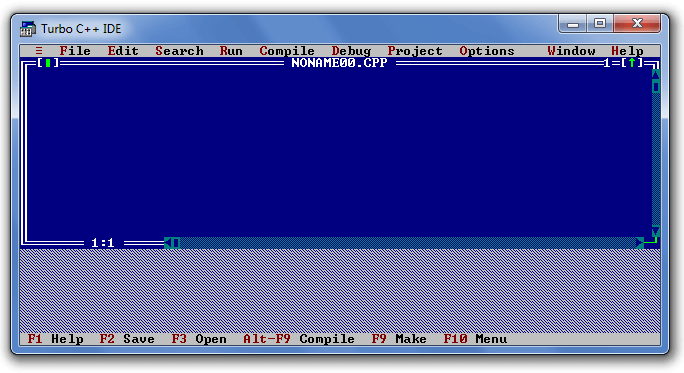 Turbo C++ IDE
≡ File Edit Search Run Compile Debug Project Options Window Help
[■] NONAME00.CPP 1=[↑]
1:1
F1 Help F2 Save F3 Open Alt-F9 Compile F9 Make F10 Menu